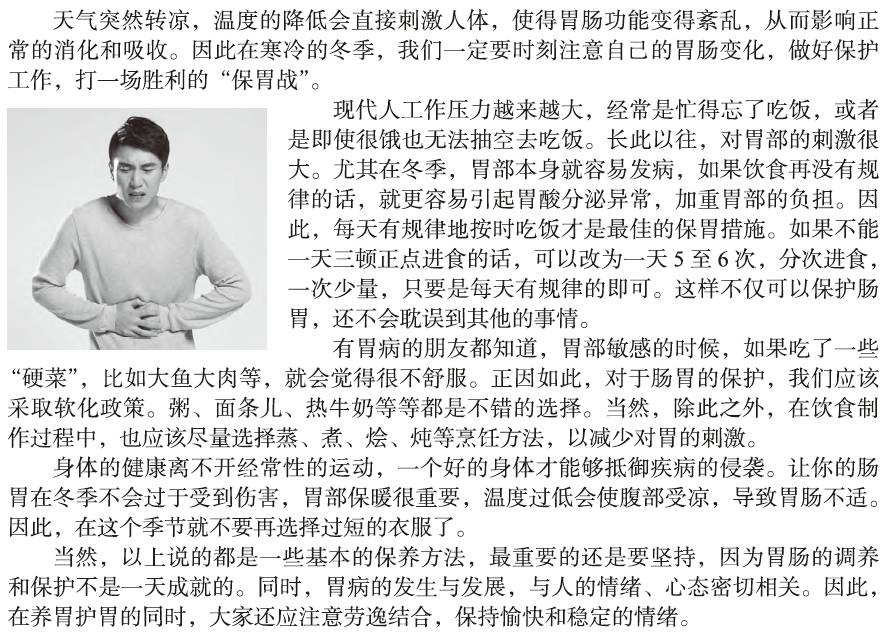 天气突然转凉，温度的降低会直接刺激人体，使得胃肠功能变得紊乱，从而影响正
常的消化和吸收。因此在寒冷的冬季，我们一定要时刻注意自己的胃肠变化，做好保护
工作，打一场胜利的“保胃战”。
现代人工作压力越来越大，经常是忙得忘了吃饭，或者
是即使很饿也无法抽空去吃饭。长此以往，对胃部的刺激很
大。尤其在冬季，胃部本身就容易发病，如果饮食再没有规
律的话，就更容易引起胃酸分泌异常，加重胃部的负担。因
此，每天有规律地按时吃饭才是最佳的保胃措施。如果不能
一天三顿正点进食的话，可以改为一天 5 至 6 次，分次进食，
一次少量，只要是每天有规律的即可。这样不仅可以保护肠
胃，还不会耽误到其他的事情。
有胃病的朋友都知道，胃部敏感的时候，如果吃了一些
“硬菜”，比如大鱼大肉等，就会觉得很不舒服。正因如此，对于肠胃的保护，我们应该
采取软化政策。粥、面条儿、热牛奶等等都是不错的选择。当然，除此之外，在饮食制
作过程中，也应该尽量选择蒸、煮、烩、炖等烹饪方法，以减少对胃的刺激。
身体的健康离不开经常性的运动，一个好的身体才能够抵御疾病的侵袭。让你的肠
胃在冬季不会过于受到伤害，胃部保暖很重要，温度过低会使腹部受凉，导致胃肠不适。
因此，在这个季节就不要再选择过短的衣服了。
当然，以上说的都是一些基本的保养方法，最重要的还是要坚持，因为胃肠的调养
和保护不是一天成就的。同时，胃病的发生与发展，与人的情绪、心态密切相关。因此，
在养胃护胃的同时，大家还应注意劳逸结合，保持愉快和稳定的情绪。